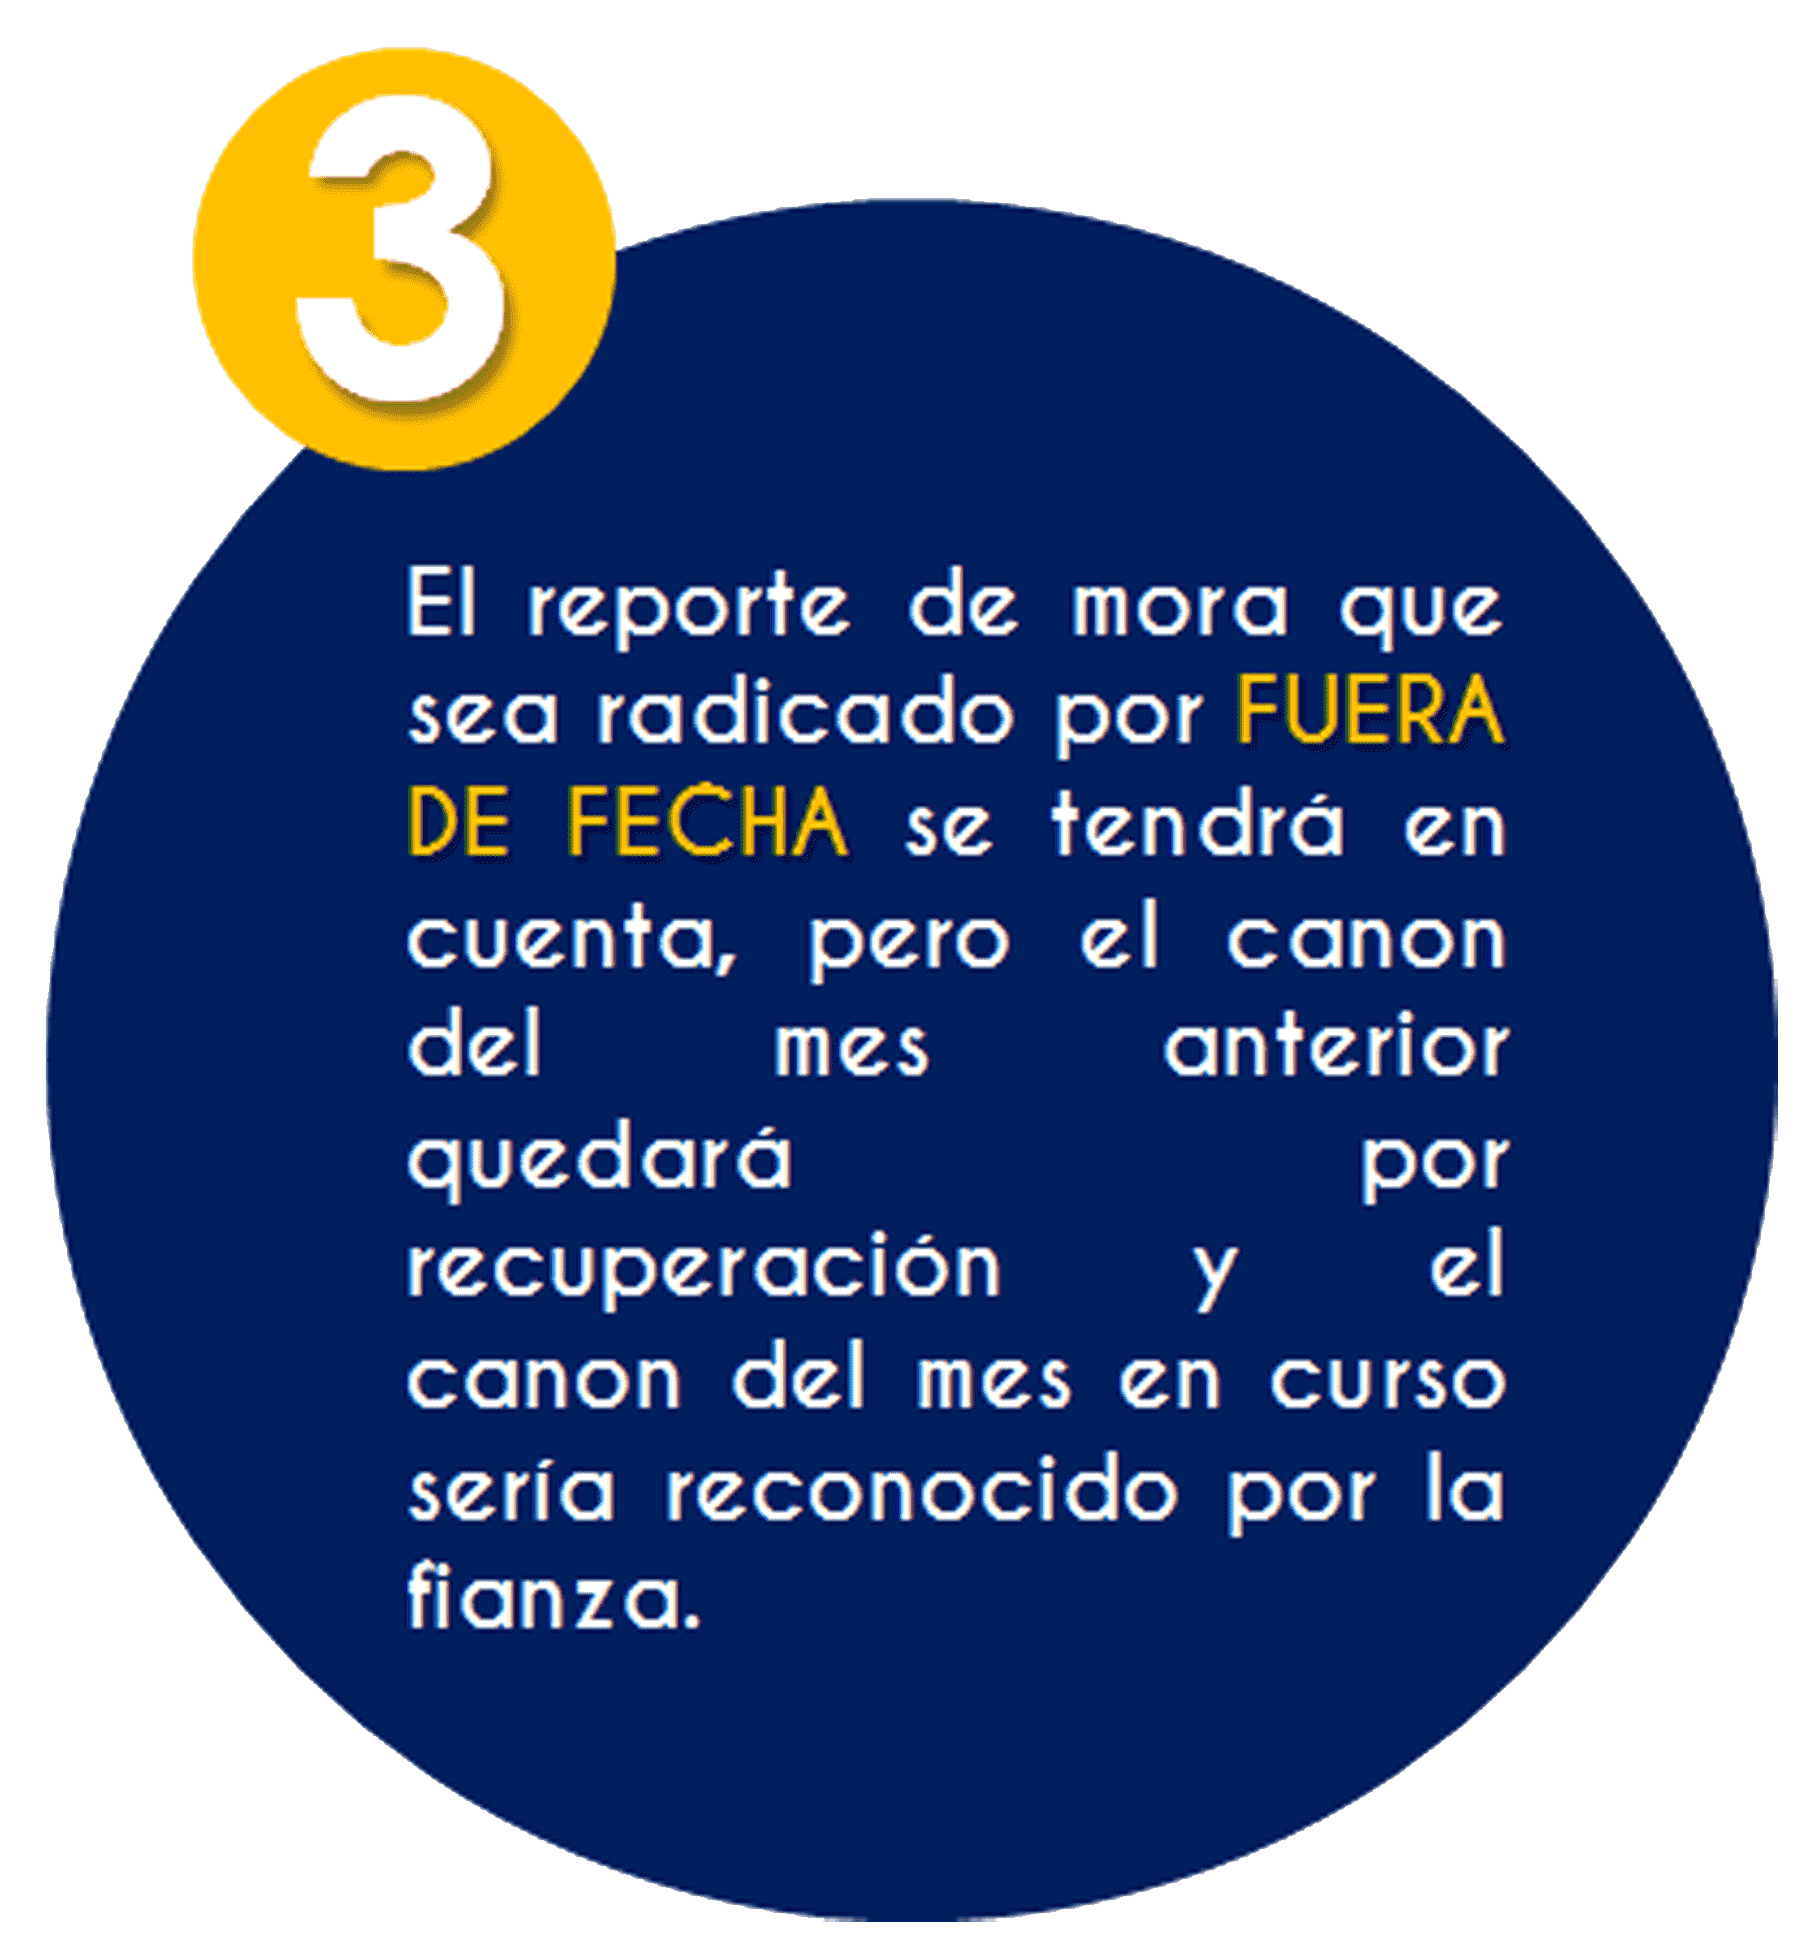 3
El reporte de mora que
sea radicado por FUERA
DE FECHA se tendrá en
cuenta, pero el canon
del mes anterior
quedará por
recuperación y el
canon del mes en curso
sería reconocido por la
fianza.